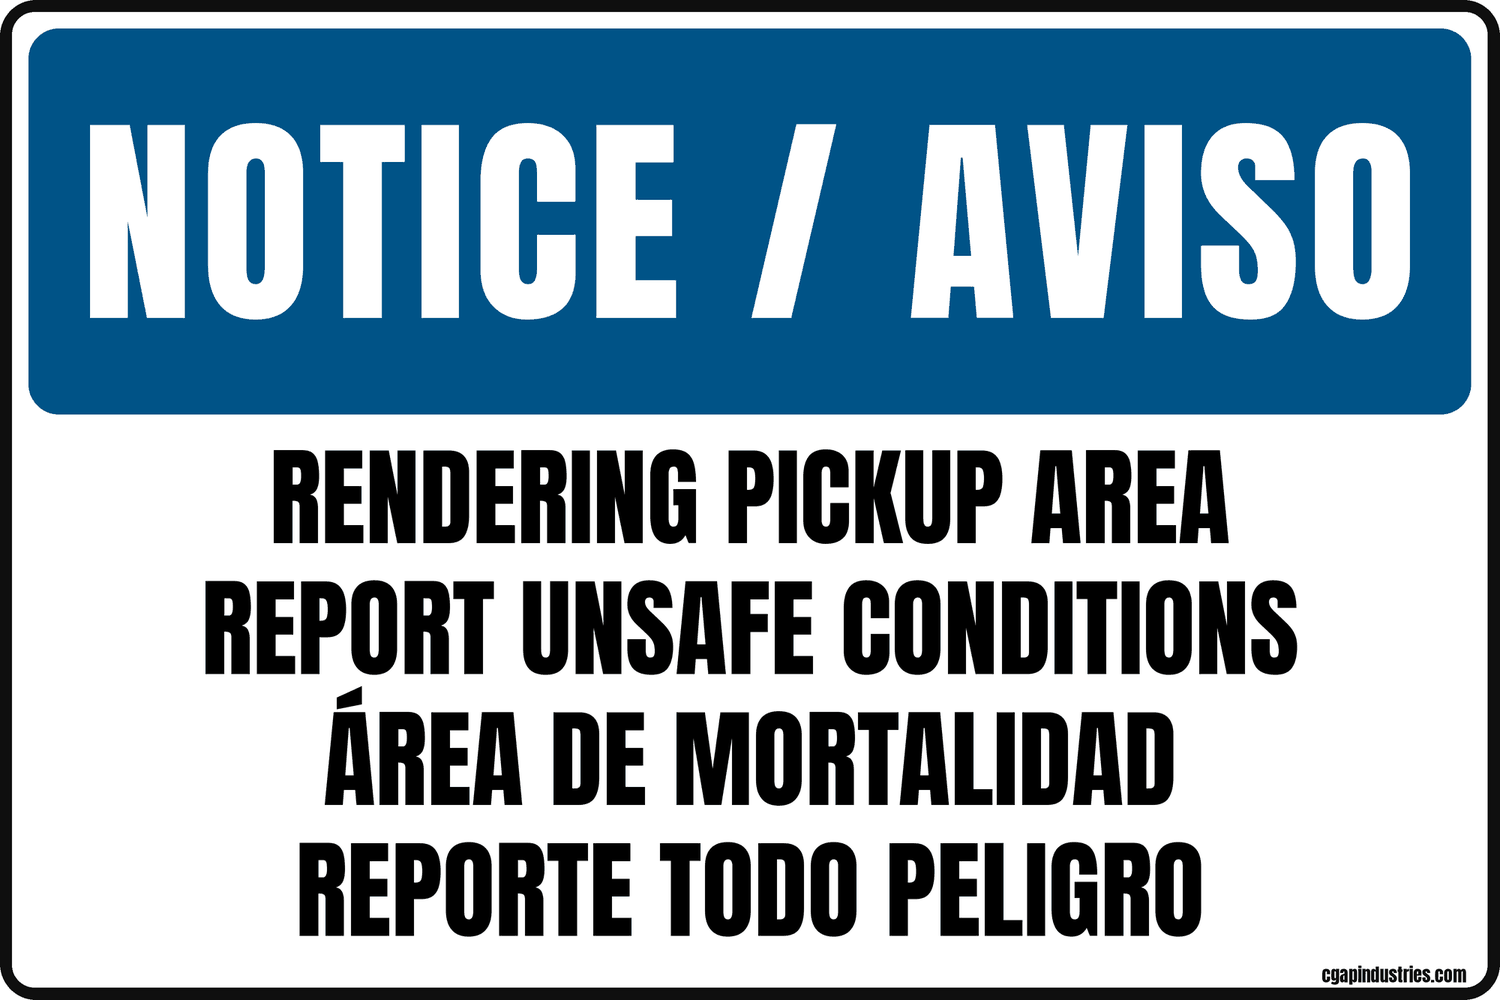 NOTICE / AVISO
RENDERING PICKUP AREA
REPORT UNSAFE CONDITIONS
ÁREA DE MORTALIDAD
REPORTE TODO PELIGRO
cgapindustries.com